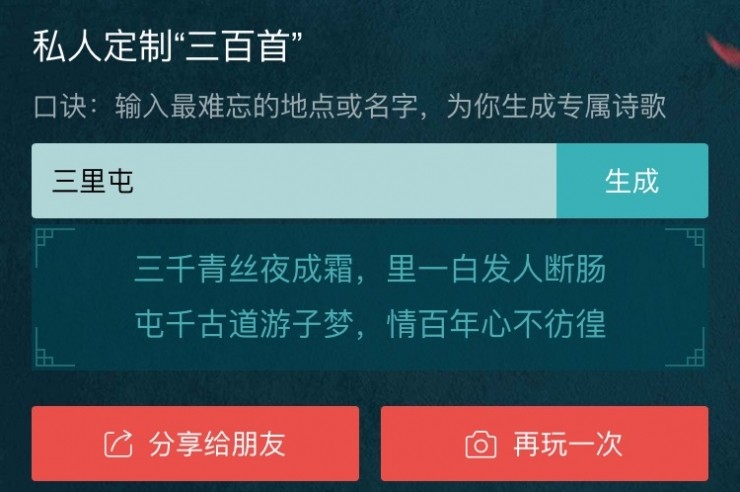 私人定制“三百首”
口诀：输入最难忘的地点或名字，为你生成专属诗歌
三里屯
生成
三千青丝夜成霜，里一白发人断肠
屯千古道游子梦，情百年心不彷徨
分享给朋友
再玩一次